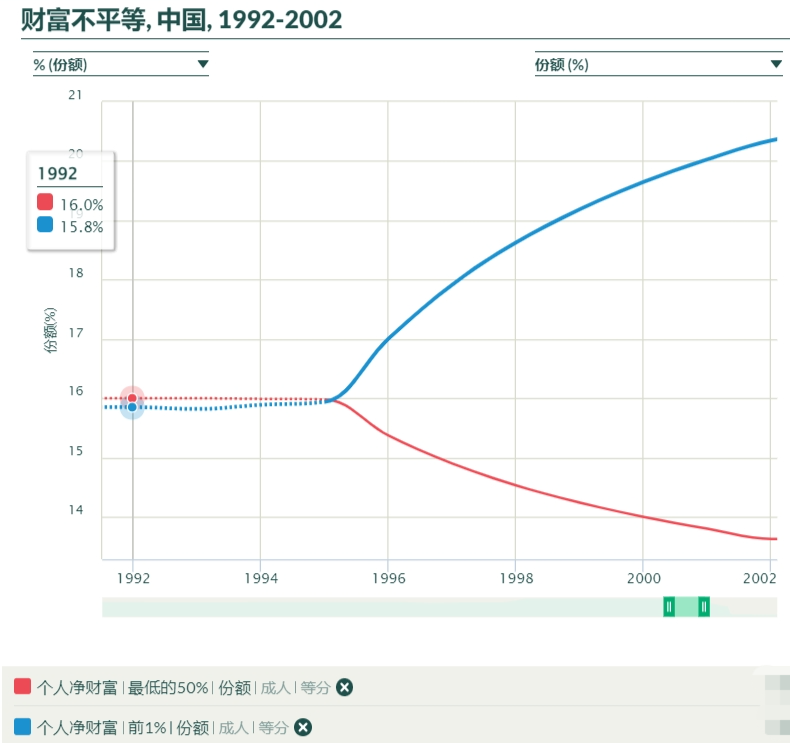 财富不平等, 中国, 1992-2002
% (份额)
份额 (%)
21
20
1992
16.0%
19
15.8%
18
份额(%)
17
16
15
14
1992 1994 1996 1998 2000 2002
个人净财富 | 最低的50% | 份额 | 成人 | 等分
个人净财富 | 前1% | 份额 | 成人 | 等分